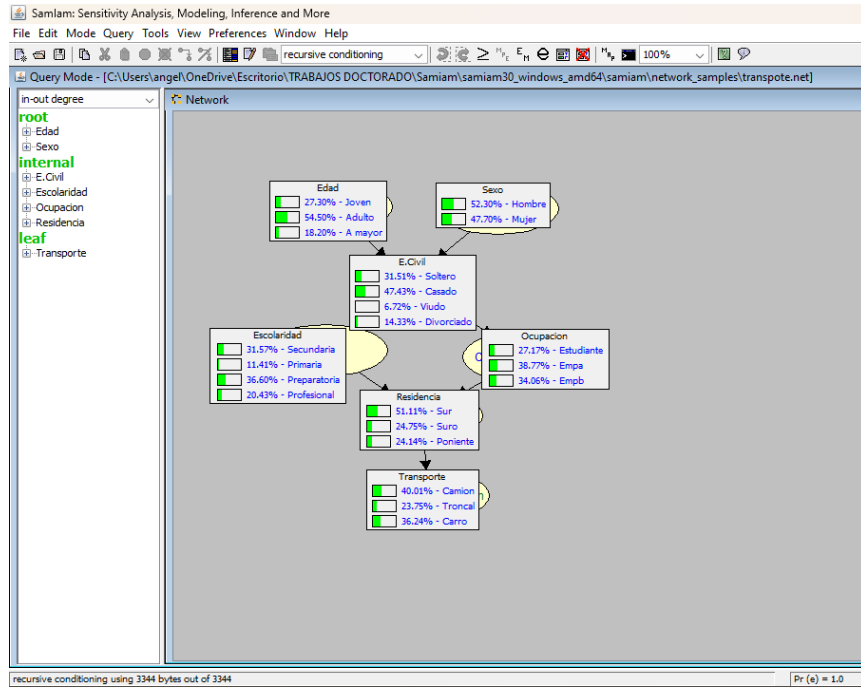 SamIam: Sensitivity Analysis, Modeling, Inference and More
File Edit Mode Query Tools View Preferences Window Help
recursive conditioning
100%
Query Mode - [C:\Users\angel\OneDrive\Escritorio\TRABAJOS DOCTORADO\Samiam\samiam30_windows_amd64\samiam\network_samples\transpote.net]
in-out degree
root
Edad
Sexo
internal
E.Civil
Escolaridad
Ocupacion
Residencia
leaf
Transporte
Network
Edad
27.30% - Joven
54.50% - Adulto
18.20% - A mayor
Sexo
52.30% - Hombre
47.70% - Mujer
E.Civil
31.51% - Soltero
47.43% - Casado
6.72% - Viudo
14.33% - Divorciado
Escolaridad
31.57% - Secundaria
11.41% - Primaria
36.60% - Preparatoria
20.43% - Profesional
Ocupacion
27.17% - Estudiante
38.77% - Empa
34.06% - Empb
Residencia
51.11% - Sur
24.75% - Suro
24.14% - Poniente
Transporte
40.01% - Camion
23.75% - Troncal
36.24% - Carro
recursive conditioning using 3344 bytes out of 3344
Pr (e) = 1.0